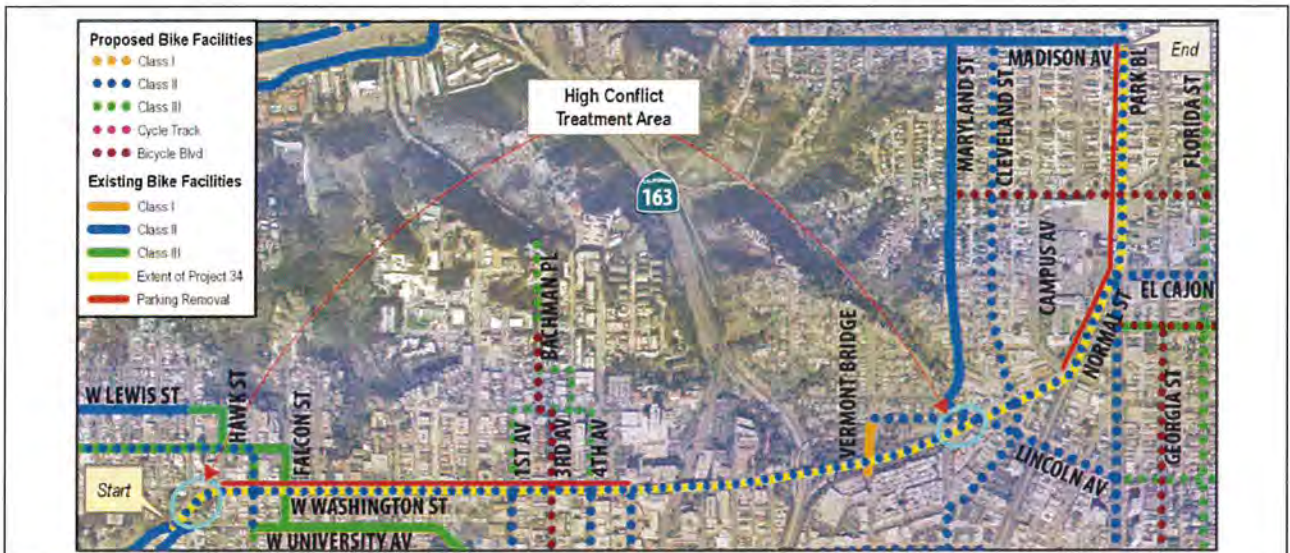 Proposed Bike Facilities
Class I
Class II
Class III
Cycle Track
Bicycle Blvd
Existing Bike Facilities
Class I
Class II
Class III
Extent of Project 34
Parking Removal
High Conflict
Treatment Area
CALIFORNIA
163
MADISON AV
End
PARK BL
MARYLAND ST
CLEVELAND ST
FLORIDA ST
CAMPUS AV
EL CAJON
NORMAL ST
BACHMAN PL
VERMONT BRIDGE
W LEWIS ST
HAWK ST
FALCON ST
1ST AV
3RD AV
4TH AV
GEORGIA ST
LINCOLN AV
Start
W WASHINGTON ST
W UNIVERSITY AV